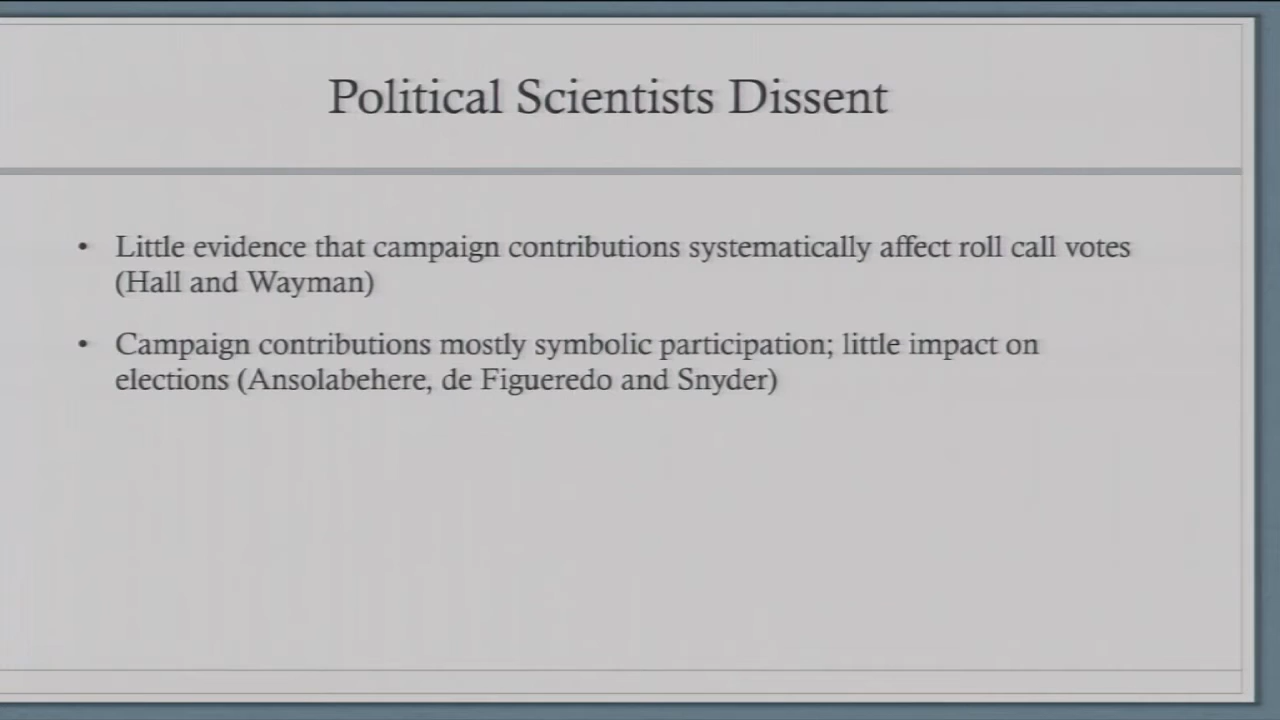 Political Scientists Dissent
• Little evidence that campaign contributions systematically affect roll call votes
(Hall and Wayman)
• Campaign contributions mostly symbolic participation; little impact on
elections (Ansolabehere, de Figueredo and Snyder)